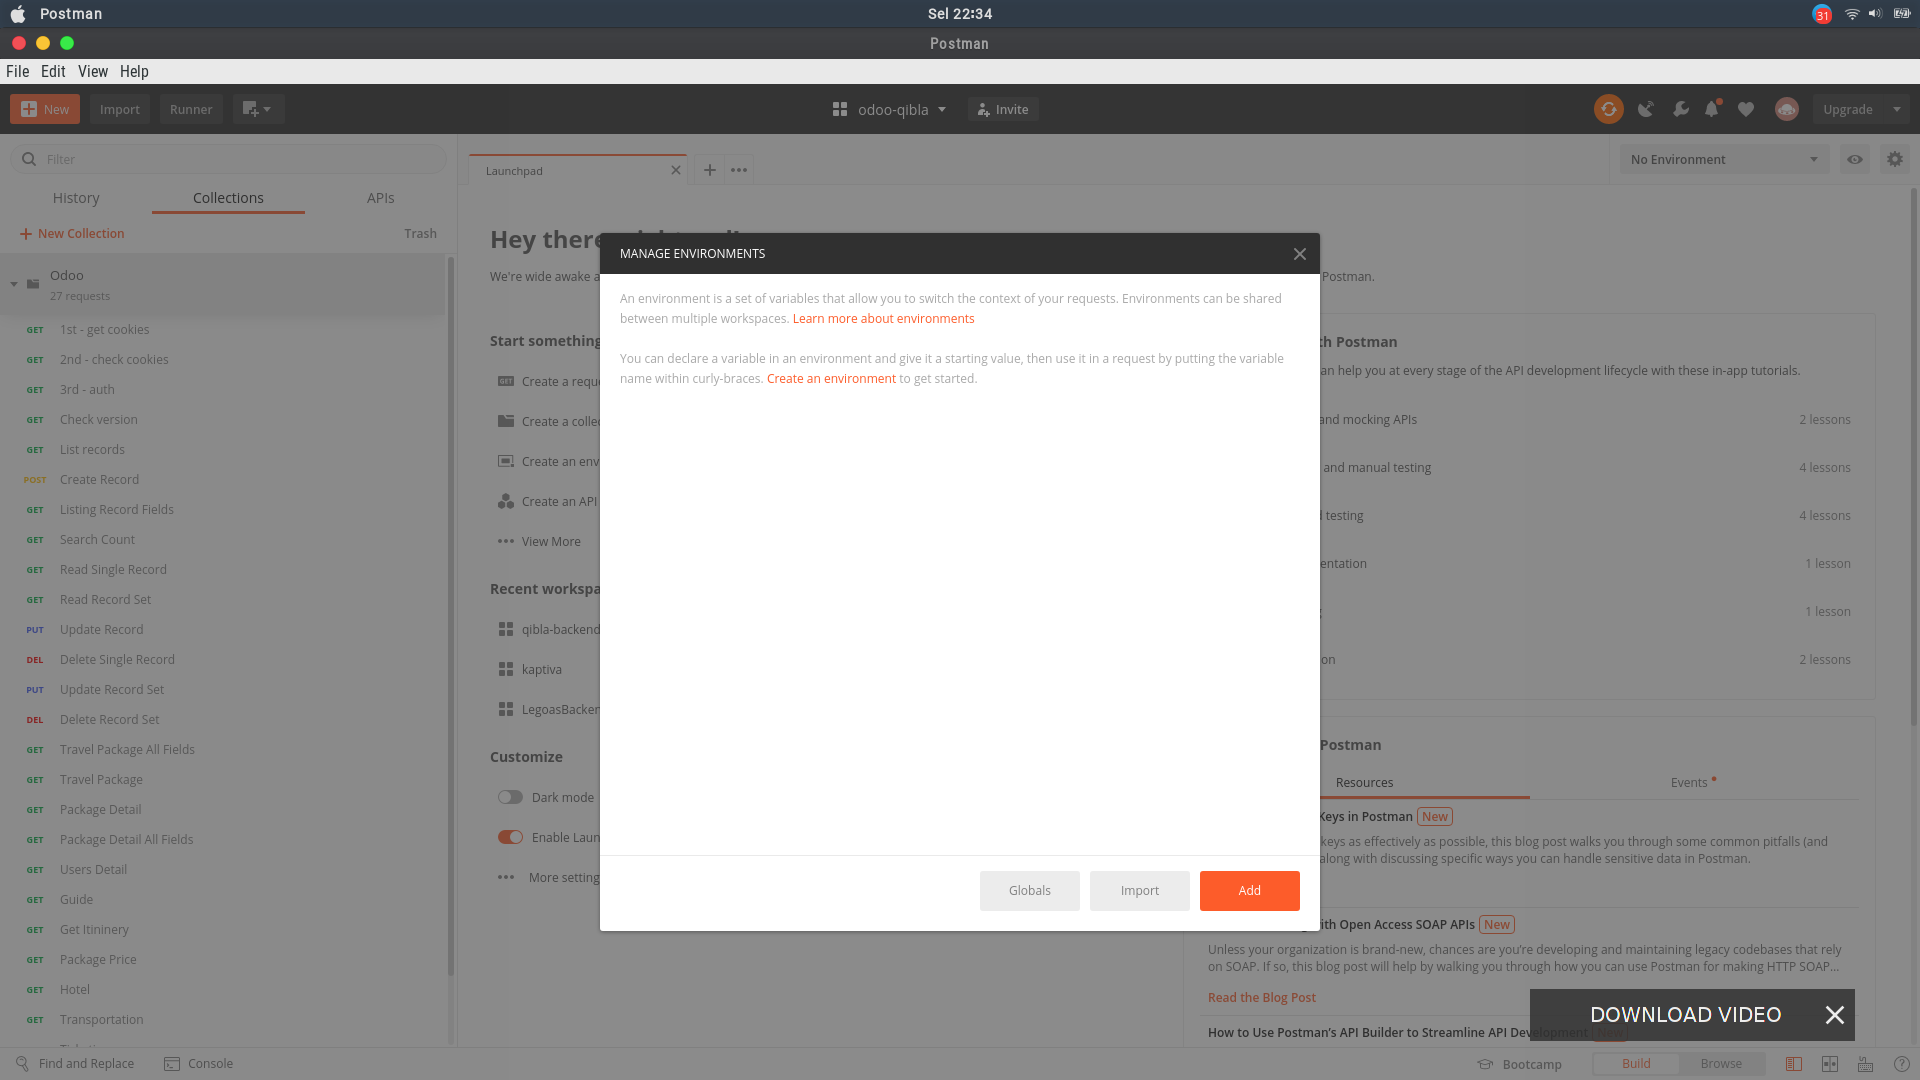 Postman
Sel 22:34
31
Postman
File Edit View Help
New
Import
Runner
odoo-qibla
Invite
Upgrade
Filter
Launchpad
No Environment
History
Collections
APIs
New Collection
Trash
Odoo
27 requests
GET 1st - get cookies
GET 2nd - check cookies
GET 3rd - auth
GET Check version
GET List records
POST Create Record
GET Listing Record Fields
GET Search Count
GET Read Single Record
GET Read Record Set
PUT Update Record
DEL Delete Single Record
PUT Update Record Set
DEL Delete Record Set
GET Travel Package All Fields
GET Travel Package
GET Package Detail
GET Package Detail All Fields
GET Users Detail
GET Guide
GET Get Itininery
GET Package Price
GET Hotel
GET Transportation
Hey there
We're wide awake a
Postman.
Start something
GET Create a reque
Create a collec
Create an env
Create an API
View More
Recent workspa
qibla-backend
kaptiva
LegoasBacken
Customize
Dark mode
Enable Laun
More setting
MANAGE ENVIRONMENTS
An environment is a set of variables that allow you to switch the context of your requests. Environments can be shared
between multiple workspaces. Learn more about environments
You can declare a variable in an environment and give it a starting value, then use it in a request by putting the variable
name within curly-braces. Create an environment to get started.
Globals
Import
Add
th Postman
an help you at every stage of the API development lifecycle with these in-app tutorials.
and mocking APIs
2 lessons
and manual testing
4 lessons
testing
4 lessons
entation
1 lesson
1 lesson
on
2 lessons
Postman
Resources
Events
Keys in Postman New
keys as effectively as possible, this blog post walks you through some common pitfalls (and
along with discussing specific ways you can handle sensitive data in Postman.
ith Open Access SOAP APIs New
Unless your organization is brand-new, chances are you're developing and maintaining legacy codebases that rely
on SOAP. If so, this blog post will help by walking you through how you can use Postman for making HTTP SOAP...
Read the Blog Post
How to Use Postman's API Builder to Streamline API Development New
DOWNLOAD VIDEO
Find and Replace
Console
Bootcamp
Build
Browse